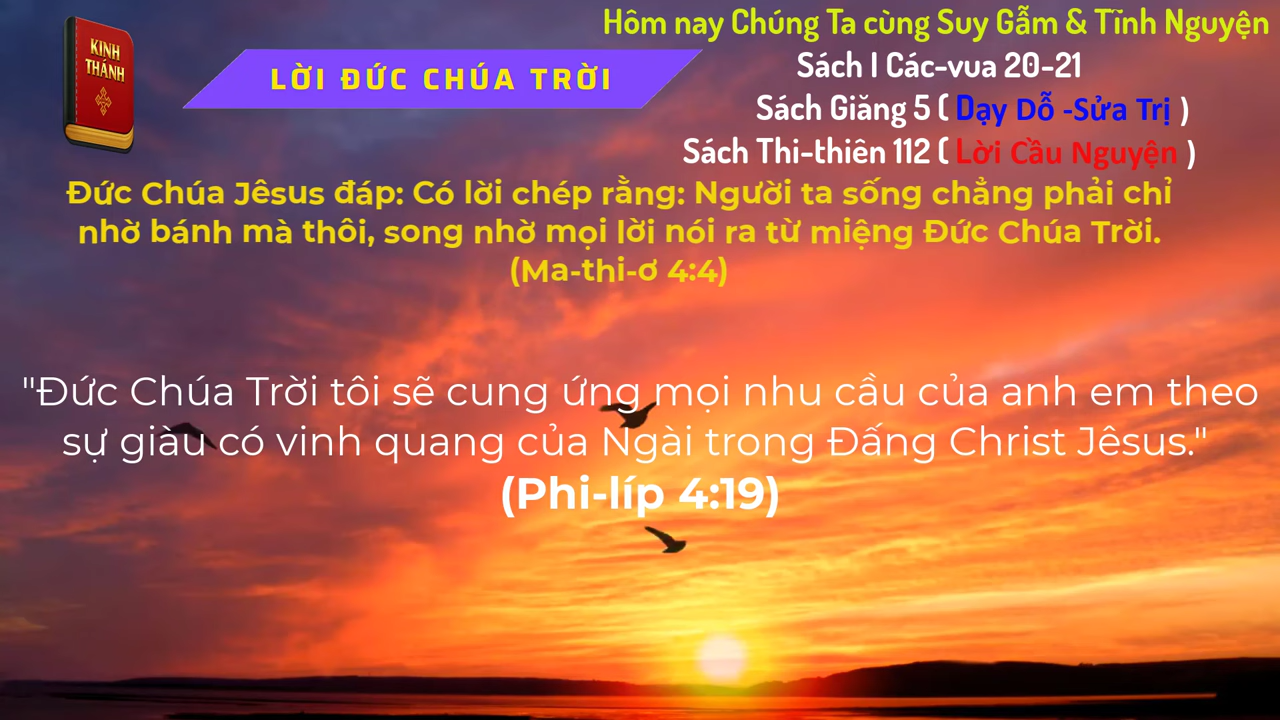 KINH
THÁNH
LỜI ĐỨC CHÚA TRỜI
Hôm nay Chúng Ta cùng Suy Gẫm & Tĩnh Nguyện
Sách I Các-vua 20-21
Sách Giăng 5 ( Dạy Dỗ -Sửa Trị )
Sách Thi-thiên 112 ( Lời Cầu Nguyện )
Đức Chúa Jêsus đáp: Có lời chép rằng: Người ta sống chẳng phải chỉ
nhờ bánh mà thôi, song nhờ mọi lời nói ra từ miệng Đức Chúa Trời.
(Ma-thi-ơ 4:4)
"Đức Chúa Trời tôi sẽ cung ứng mọi nhu cầu của anh em theo
sự giàu có vinh quang của Ngài trong Đấng Christ Jêsus."
(Phi-líp 4:19)